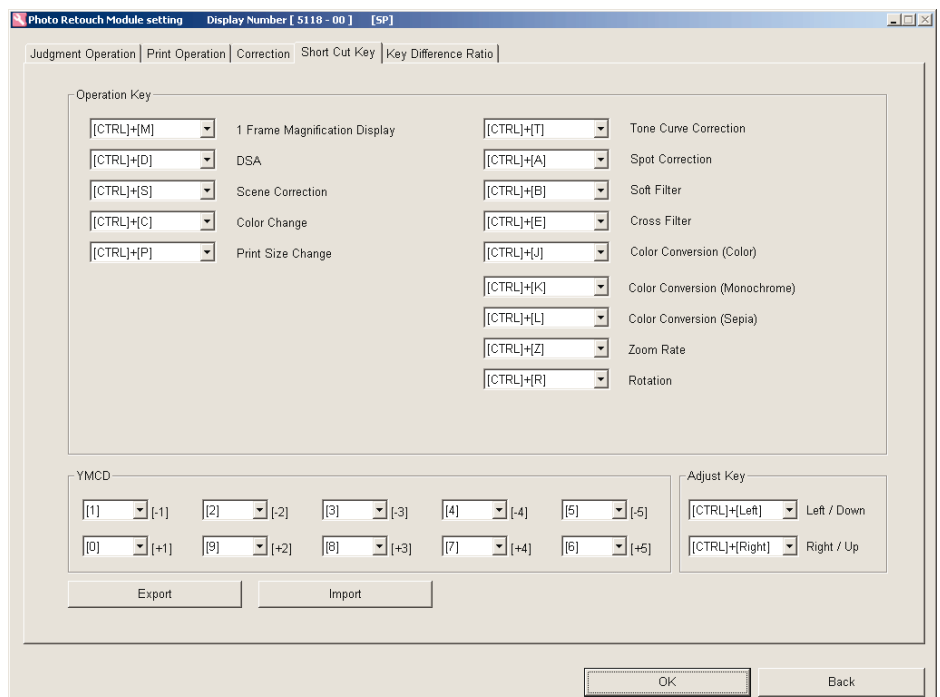 Photo Retouch Module setting Display Number [ 5118 - 00 ] [SP]
Judgment Operation Print Operation Correction Short Cut Key Key Difference Ratio
Operation Key
[CTRL]+[M] 1 Frame Magnification Display [CTRL]+[T] Tone Curve Correction
[CTRL]+[D] DSA [CTRL]+[A] Spot Correction
[CTRL]+[S] Scene Correction [CTRL]+[B] Soft Filter
[CTRL]+[C] Color Change [CTRL]+[E] Cross Filter
[CTRL]+[P] Print Size Change [CTRL]+[J] Color Conversion (Color)
[CTRL]+[K] Color Conversion (Monochrome)
[CTRL]+[L] Color Conversion (Sepia)
[CTRL]+[Z] Zoom Rate
[CTRL]+[R] Rotation
YMCD Adjust Key
[1] [-1] [2] [-2] [3] [-3] [4] [-4] [5] [-5] [CTRL]+[Left] Left / Down
[0] [+1] [9] [+2] [8] [+3] [7] [+4] [6] [+5] [CTRL]+[Right] Right / Up
Export Import
OK Back